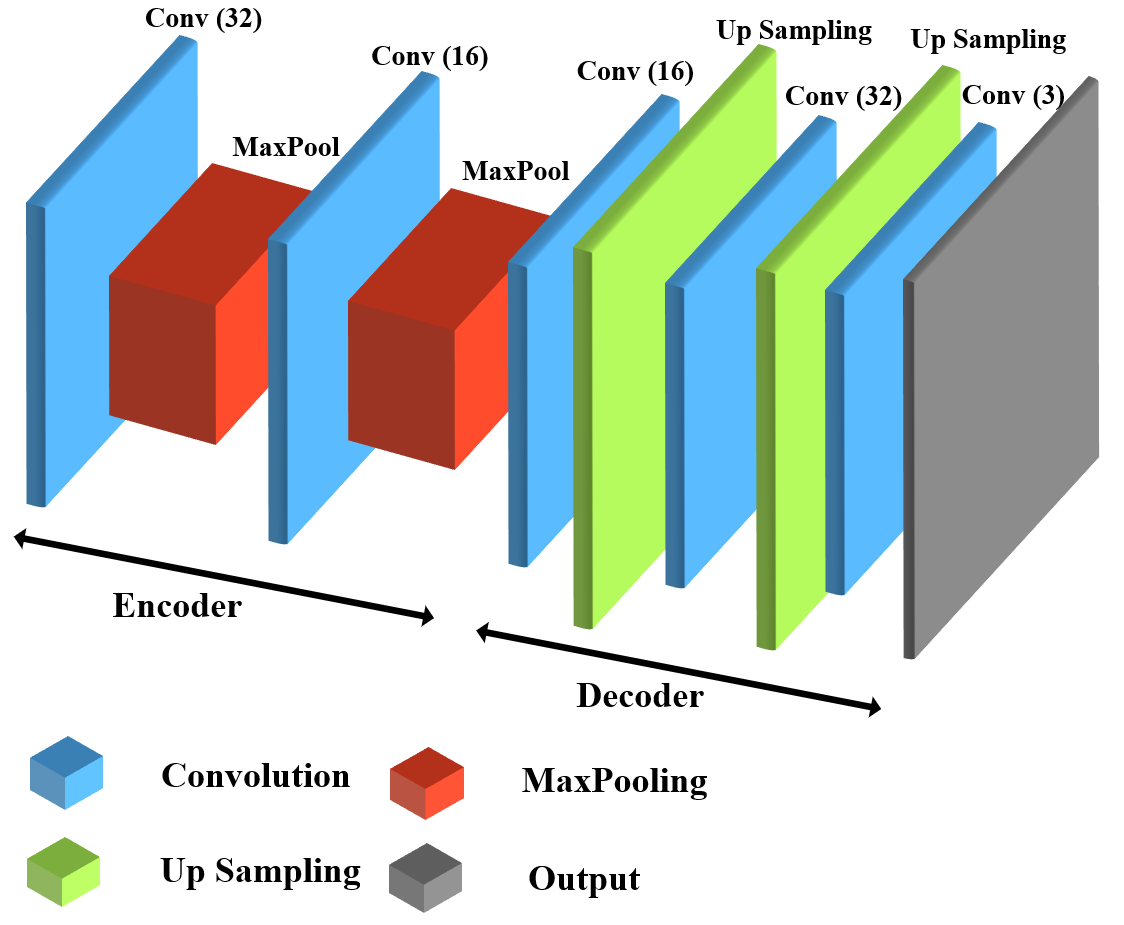 Conv (32)
MaxPool
Conv (16)
MaxPool
Conv (16)
Up Sampling
Conv (32)
Up Sampling
Conv (3)
Encoder
Decoder
Convolution
MaxPooling
Up Sampling
Output